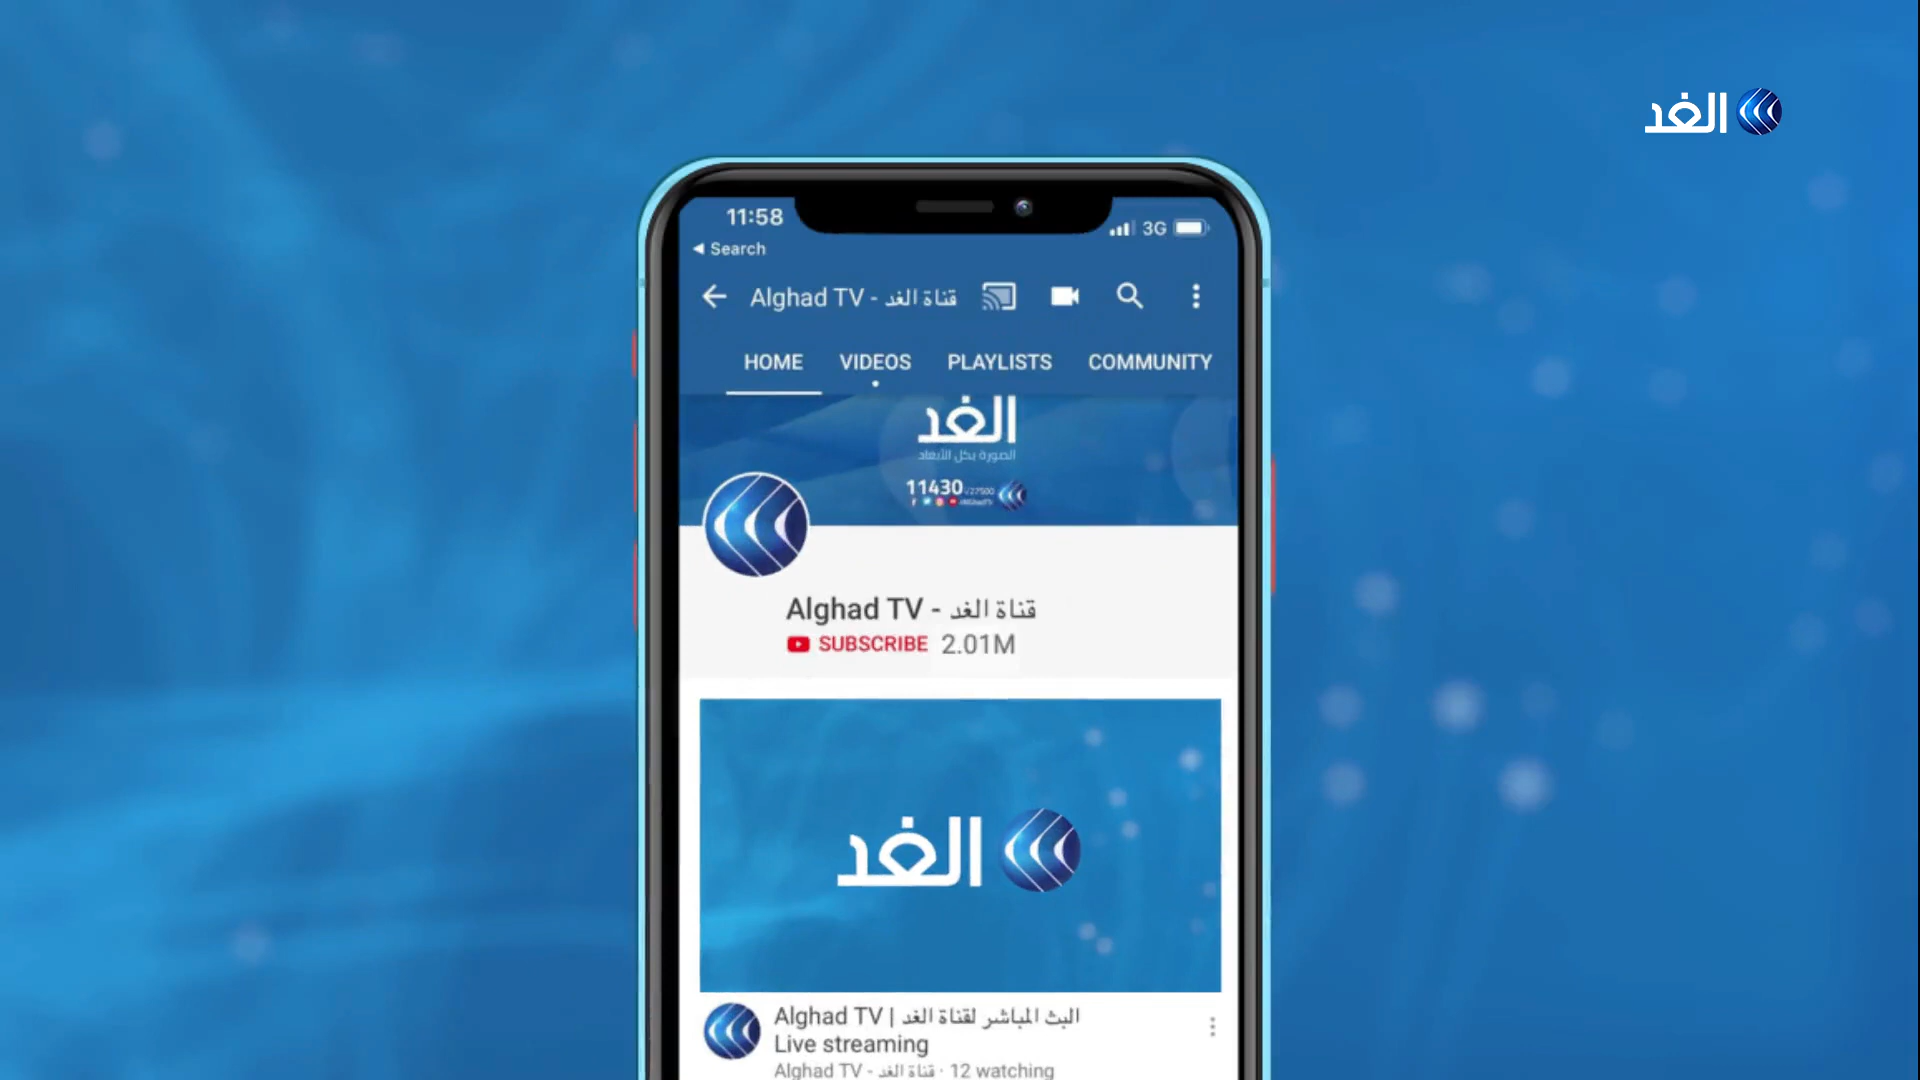 الغد
11:58
3G
Search
Alghad TV - قناة الغد
HOME VIDEOS PLAYLISTS COMMUNITY
الغد
الصورة بكل الأبعاد
11430 V/27500
Alghad TV - قناة الغد
SUBSCRIBE 2.01M
الغد
Alghad TV | البث المباشر لقناة الغد
Live streaming
Alghad TV - قناة الغد · 12 watching